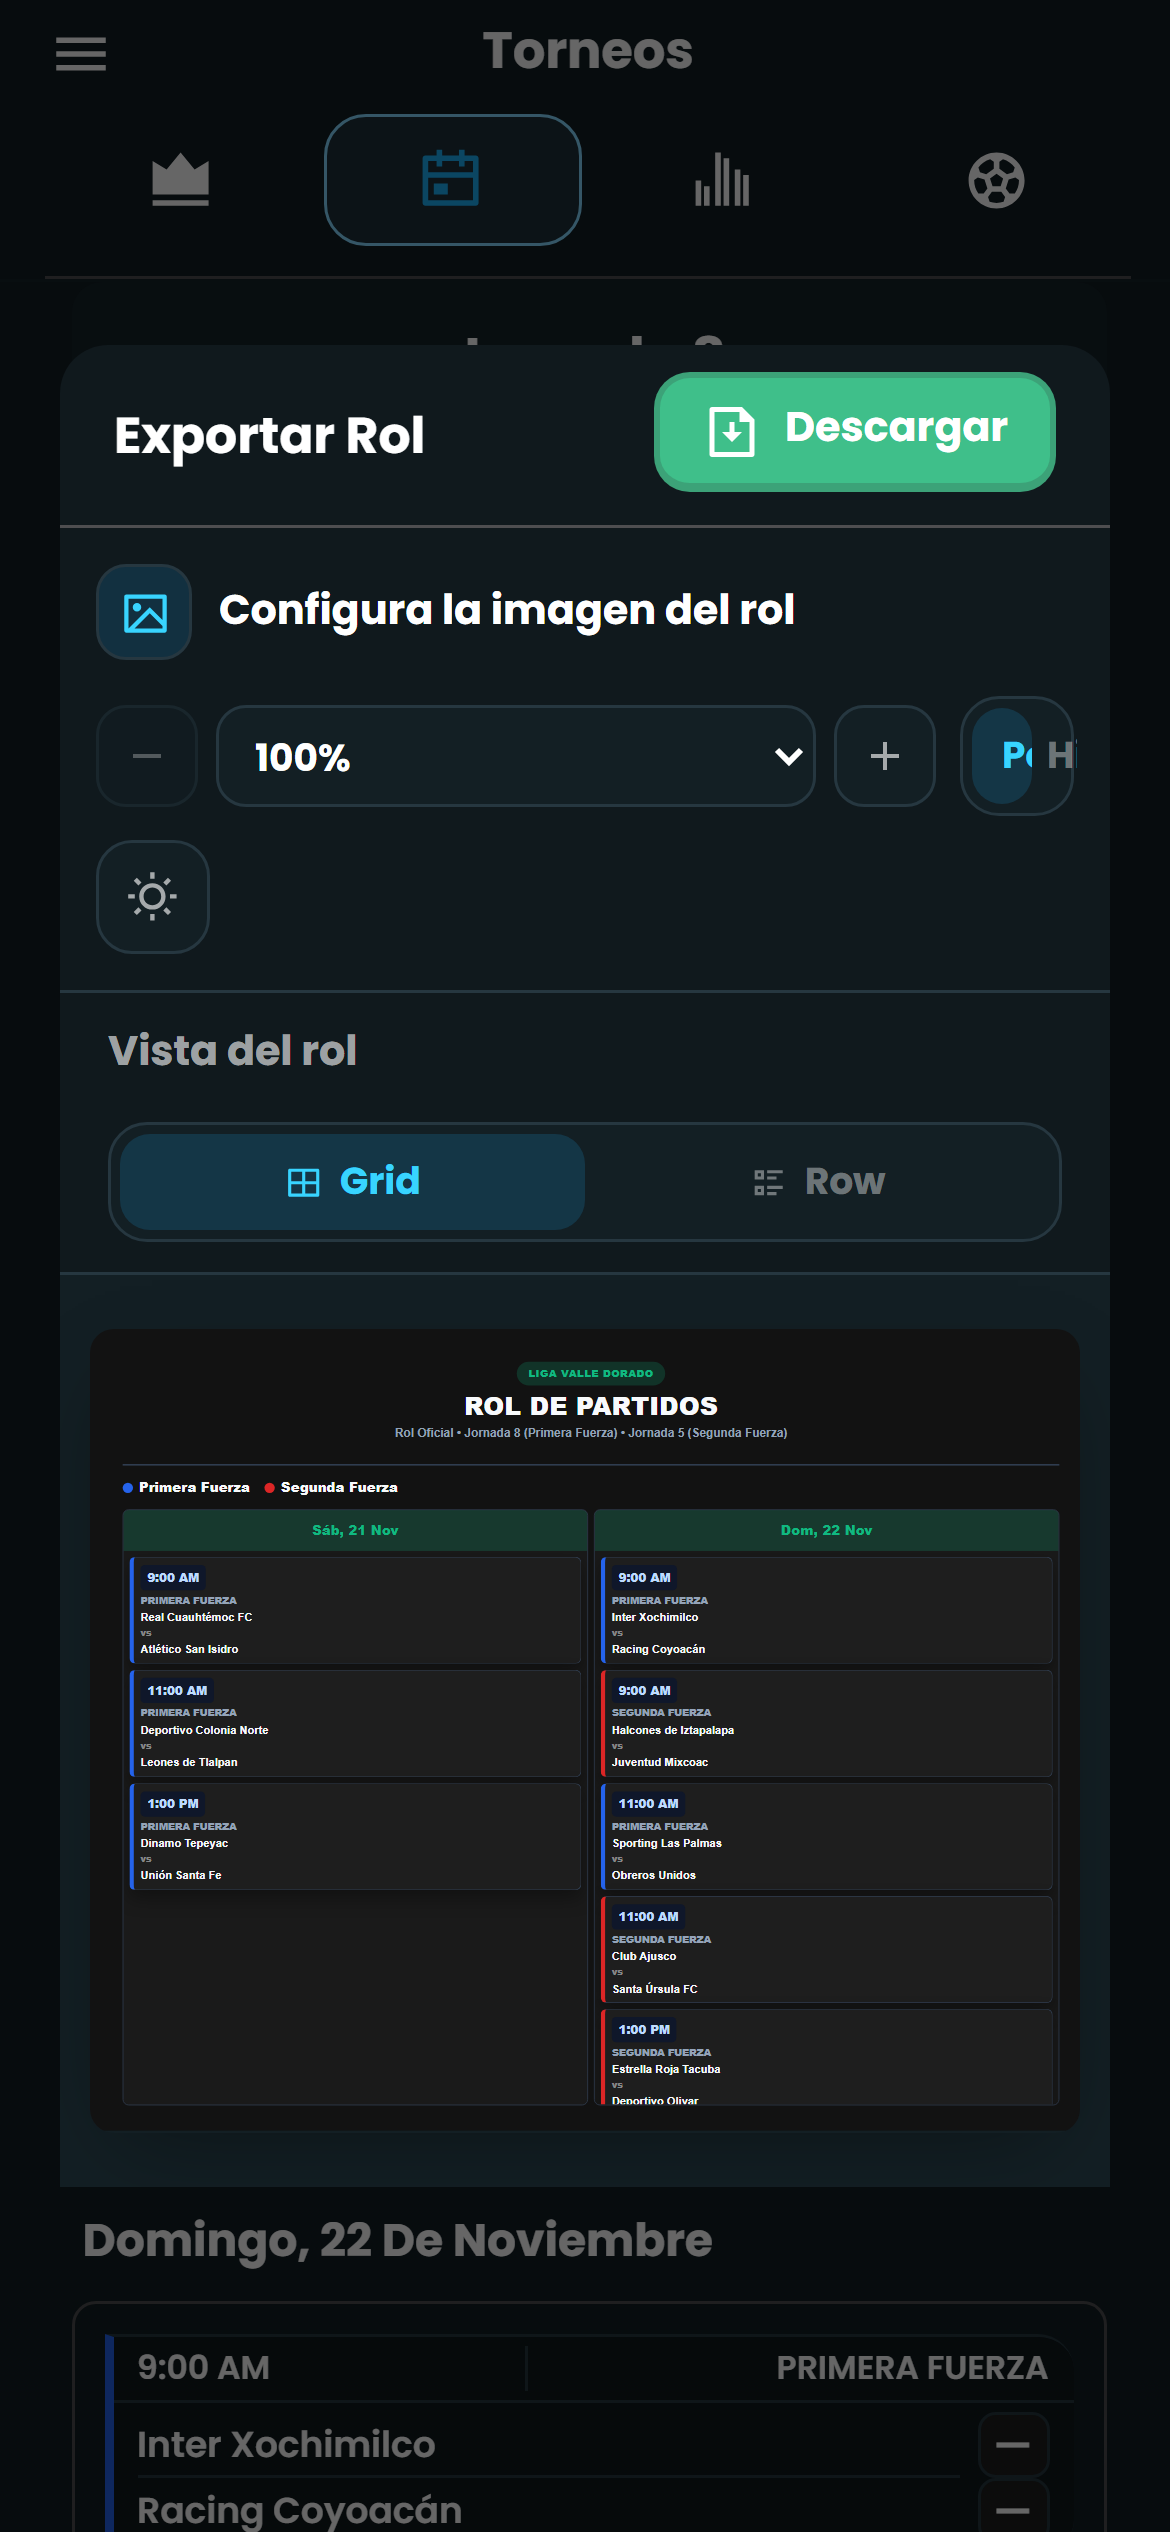 Torneos
Exportar Rol
Descargar
Configura la imagen del rol
100%
Vista del rol
Grid
Row
LIGA VALLE DORADO
ROL DE PARTIDOS
Rol Oficial • Jornada 8 (Primera Fuerza) • Jornada 5 (Segunda Fuerza)
Primera Fuerza
Segunda Fuerza
Sáb, 21 Nov
9:00 AM
PRIMERA FUERZA
Real Cuauhtémoc FC
vs
Atlético San Isidro
11:00 AM
PRIMERA FUERZA
Deportivo Colonia Norte
vs
Leones de Tlalpan
1:00 PM
PRIMERA FUERZA
Dinamo Tepeyac
vs
Unión Santa Fe
Dom, 22 Nov
9:00 AM
PRIMERA FUERZA
Inter Xochimilco
vs
Racing Coyoacán
9:00 AM
SEGUNDA FUERZA
Halcones de Iztapalapa
vs
Juventud Mixcoac
11:00 AM
PRIMERA FUERZA
Sporting Las Palmas
vs
Obreros Unidos
11:00 AM
SEGUNDA FUERZA
Club Ajusco
vs
Santa Úrsula FC
1:00 PM
SEGUNDA FUERZA
Estrella Roja Tacuba
vs
Deportivo Olivar
Domingo, 22 De Noviembre
9:00 AM
PRIMERA FUERZA
Inter Xochimilco
Racing Coyoacán